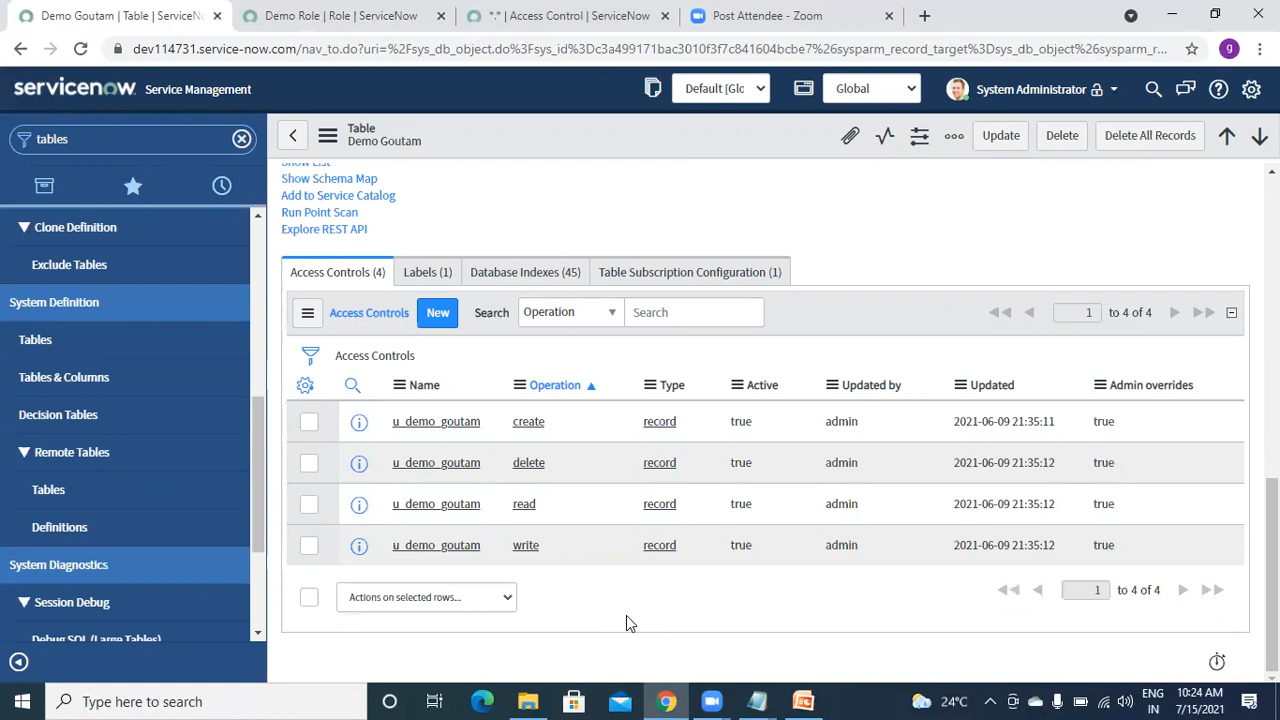 Demo Goutam | Table | ServiceNo
Demo Role | Role | ServiceNow
*.* | Access Control | ServiceNow
Post Attendee - Zoom
dev114731.service-now.com/nav_to.do?uri=%2Fsys_db_object.do%3Fsys_id%3Dc3a499171bac3010f3f7c841604bcbe7%26sysparm_record_target%3Dsys_db_object%26sysparm_r...
g
servicenow
Service Management
Default [Glo
Global
System Administrator
tables
Table
Demo Goutam
Update
Delete
Delete All Records
Show List
Show Schema Map
Add to Service Catalog
Run Point Scan
Explore REST API
Clone Definition
Exclude Tables
System Definition
Tables
Tables & Columns
Decision Tables
Remote Tables
Tables
Definitions
System Diagnostics
Session Debug
Debug SQL (Large Tables)
Access Controls (4)
Labels (1)
Database Indexes (45)
Table Subscription Configuration (1)
Access Controls
New
Search
Operation
Search
1
to 4 of 4
Access Controls
Name
Operation
Type
Active
Updated by
Updated
Admin overrides
u_demo_goutam create record true admin 2021-06-09 21:35:11 true
u_demo_goutam delete record true admin 2021-06-09 21:35:12 true
u_demo_goutam read record true admin 2021-06-09 21:35:12 true
u_demo_goutam write record true admin 2021-06-09 21:35:12 true
Actions on selected rows...
1
to 4 of 4
Type here to search
24°C
ENG
IN
10:24 AM
7/15/2021